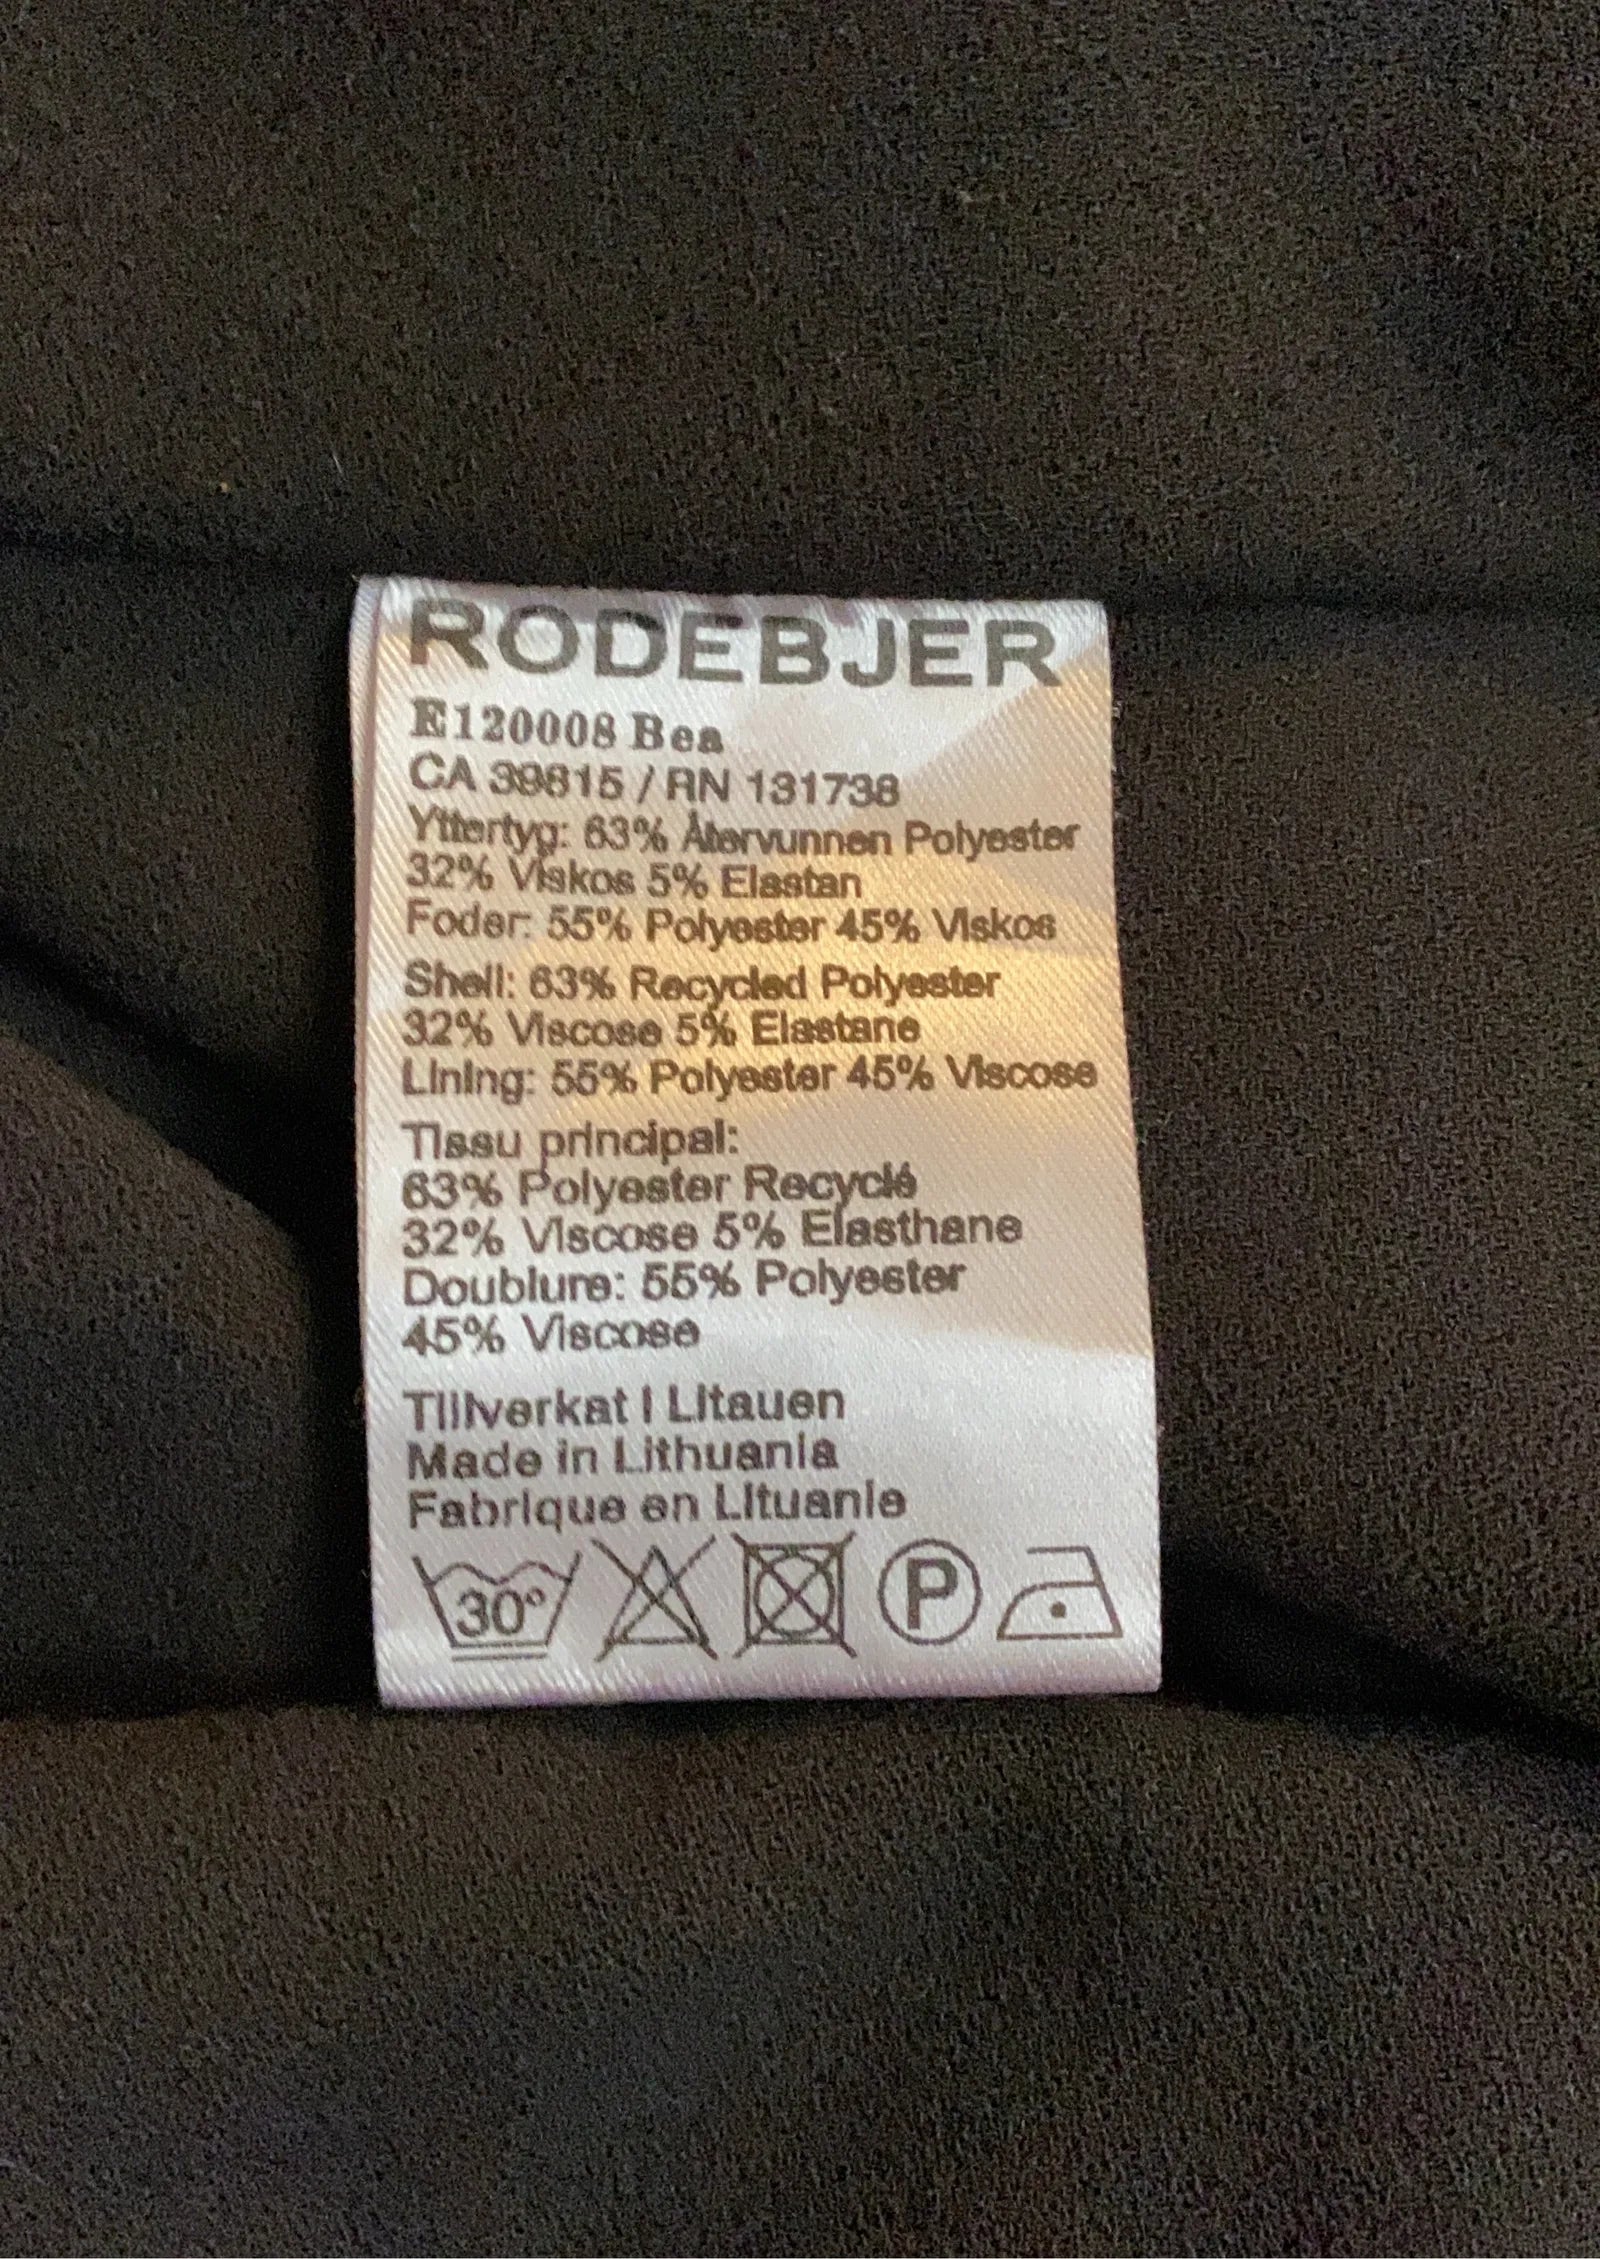 RODEBJER
E120008 Bea
CA 39815 / RN 131738
Yttertyg: 63% Återvunnen Polyester
32% Viskos 5% Elastan
Foder: 55% Polyester 45% Viskos
Shell: 63% Recycled Polyester
32% Viscose 5% Elastane
Lining: 55% Polyester 45% Viscose
Tissu principal:
63% Polyester Recyclé
32% Viscose 5% Elasthane
Doublure: 55% Polyester
45% Viscose
Tillverkat i Litauen
Made in Lithuania
Fabrique en Lituanie
30° P